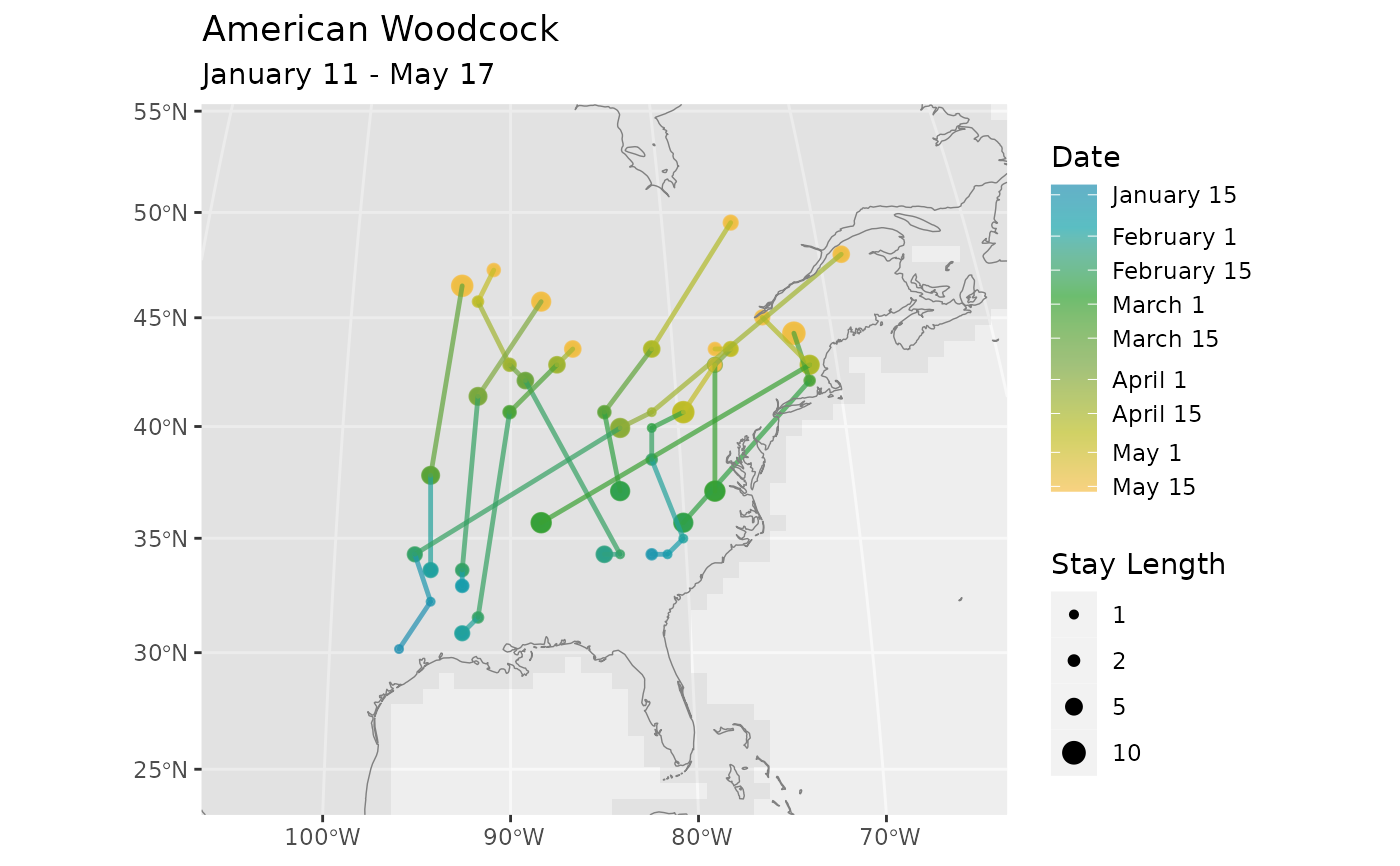 American Woodcock
January 11 - May 17
55°N
50°N
45°N
40°N
35°N
30°N
25°N
100°W
90°W
80°W
70°W
Date
January 15
February 1
February 15
March 1
March 15
April 1
April 15
May 1
May 15
Stay Length
1
2
5
10